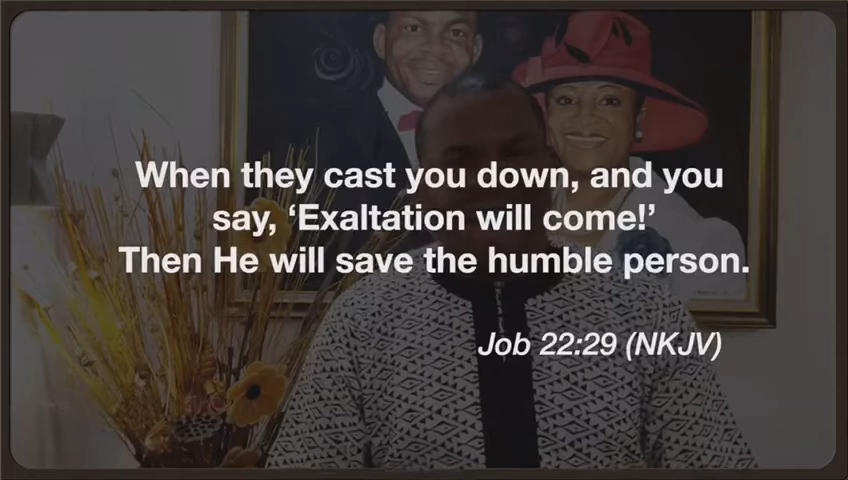 When they cast you down, and you
say, ‘Exaltation will come!’
Then He will save the humble person.
Job 22:29 (NKJV)